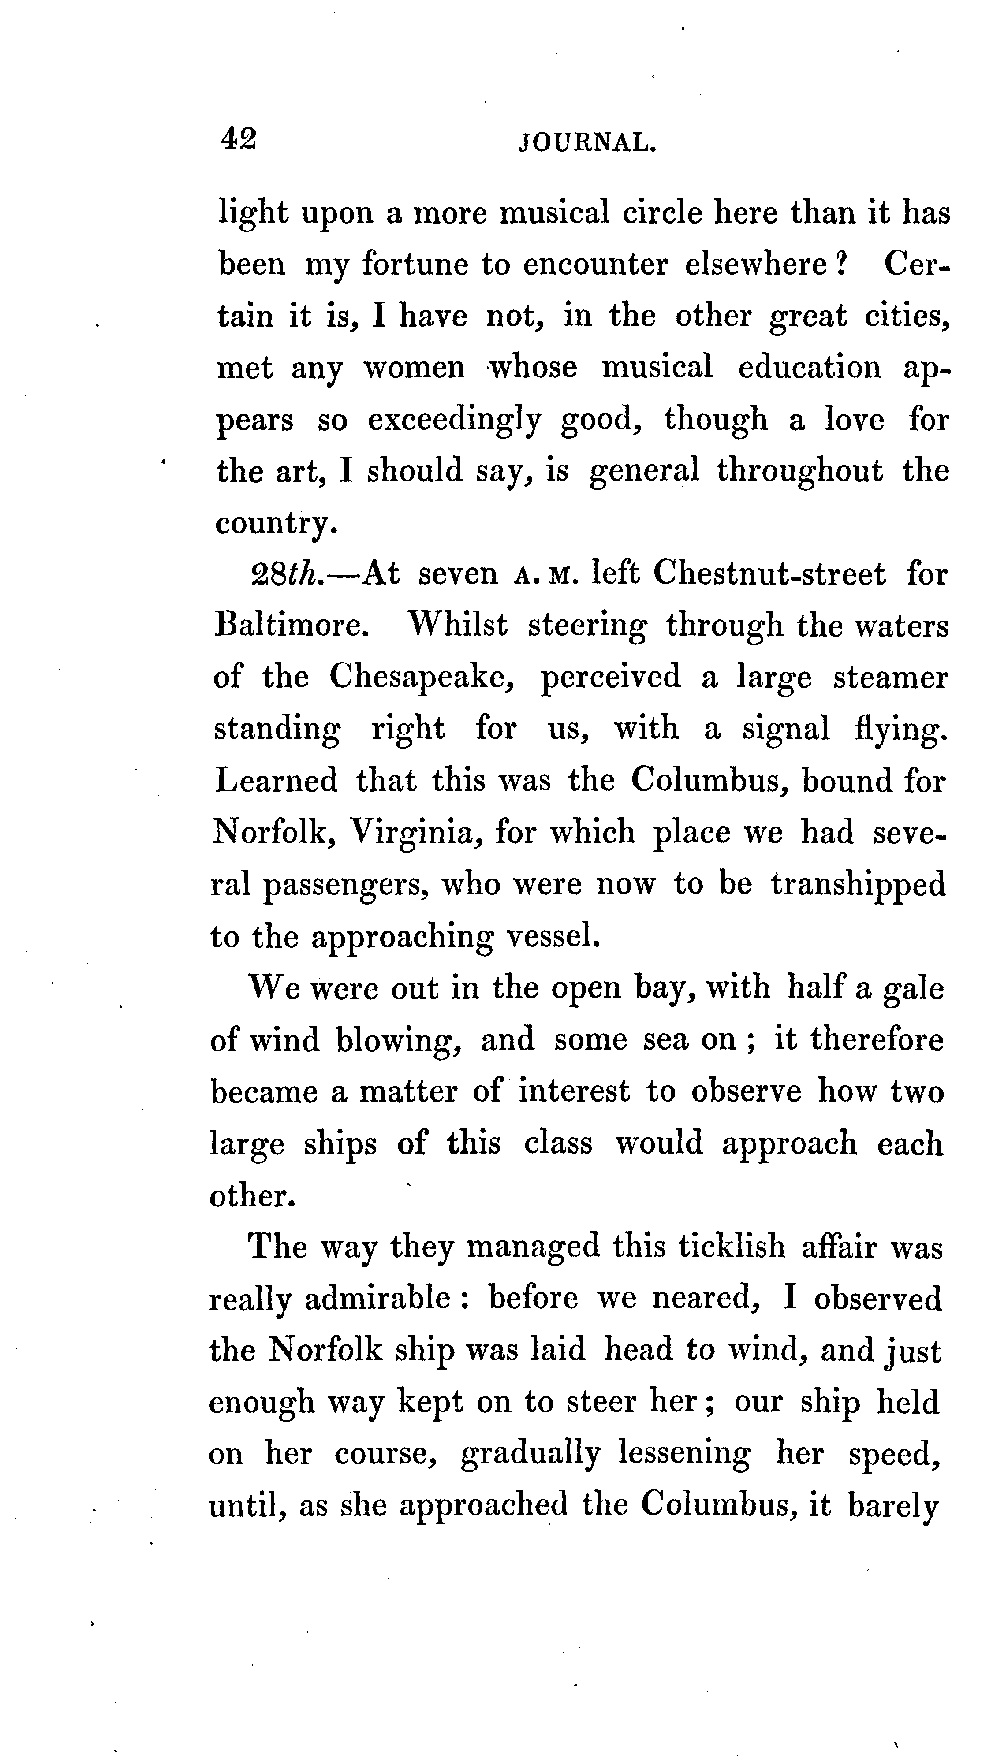 42 JOURNAL.
light upon a more musical circle here than it has
been my fortune to encounter elsewhere ? Cer-
tain it is, I have not, in the other great cities,
met any women whose musical education ap-
pears so exceedingly good, though a love for
the art, I should say, is general throughout the
country.
28th.—At seven A. M. left Chestnut-street for
Baltimore. Whilst steering through the waters
of the Chesapeake, perceived a large steamer
standing right for us, with a signal flying.
Learned that this was the Columbus, bound for
Norfolk, Virginia, for which place we had seve-
ral passengers, who were now to be transhipped
to the approaching vessel.
We were out in the open bay, with half a gale
of wind blowing, and some sea on ; it therefore
became a matter of interest to observe how two
large ships of this class would approach each
other.
The way they managed this ticklish affair was
really admirable : before we neared, I observed
the Norfolk ship was laid head to wind, and just
enough way kept on to steer her ; our ship held
on her course, gradually lessening her speed,
until, as she approached the Columbus, it barely